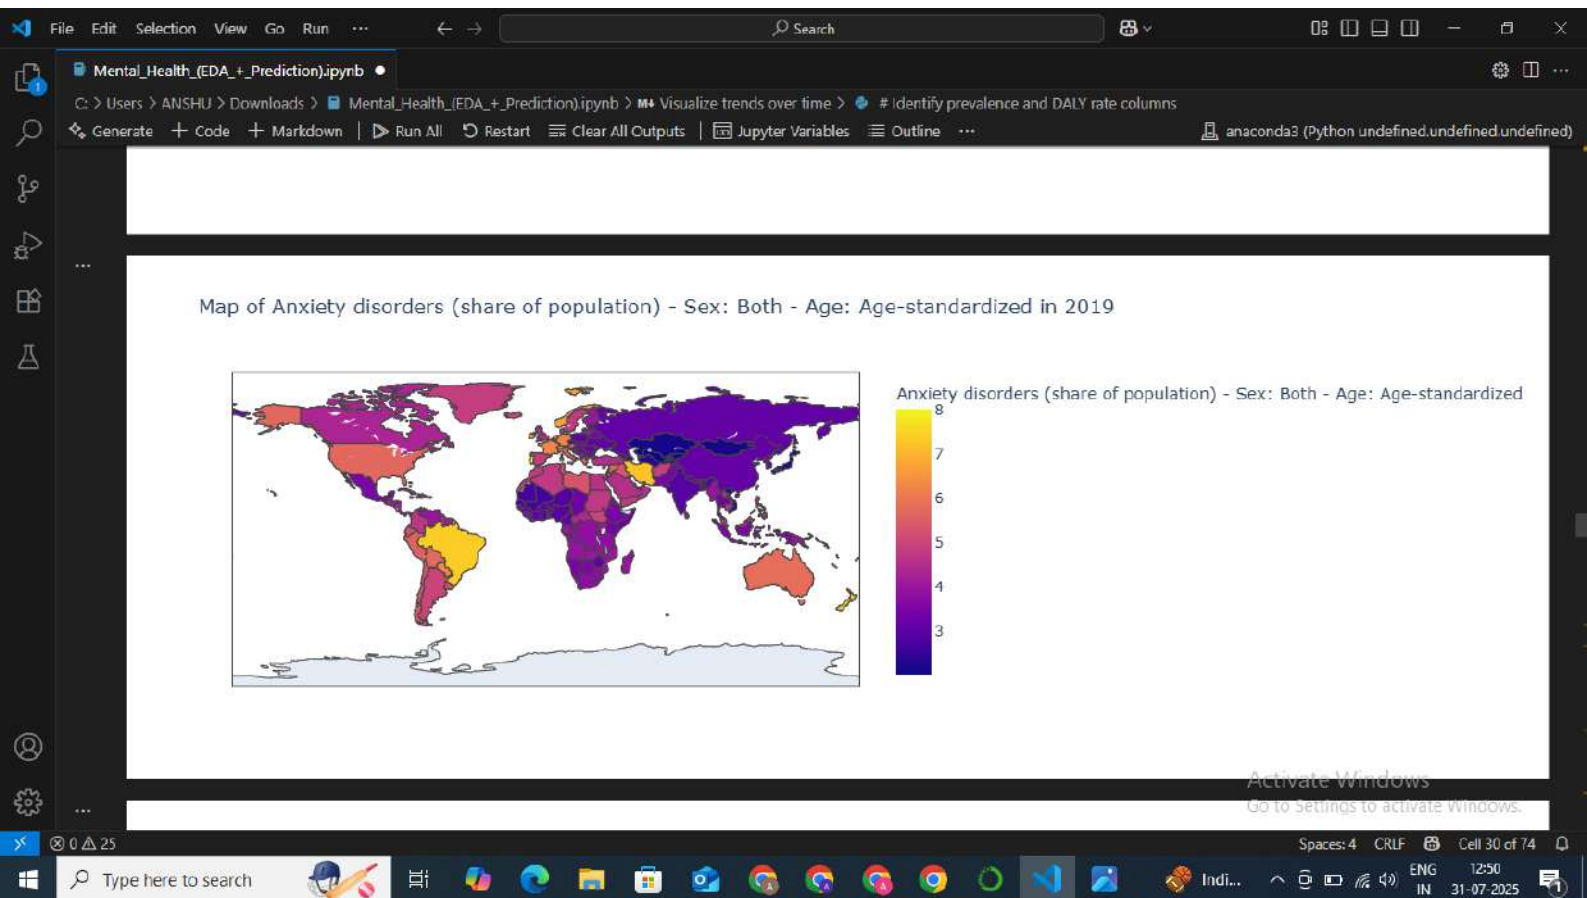 File Edit Selection View Go Run ··· Search
Mental_Health_(EDA_+_Prediction).ipynb
C: > Users > ANSHU > Downloads > Mental_Health_(EDA_+_Prediction).ipynb > M↓ Visualize trends over time > # Identify prevalence and DALY rate columns
Generate + Code + Markdown | Run All Restart Clear All Outputs | Jupyter Variables Outline ··· anaconda3 (Python undefined.undefined.undefined)
1
Map of Anxiety disorders (share of population) - Sex: Both - Age: Age-standardized in 2019
Anxiety disorders (share of population) - Sex: Both - Age: Age-standardized
8
7
6
5
4
3
Activate Windows
Go to Settings to activate Windows.
0 25 Spaces: 4 CRLF Cell 30 of 74
Type here to search Indi... ENG 12:50
IN 31-07-2025 1